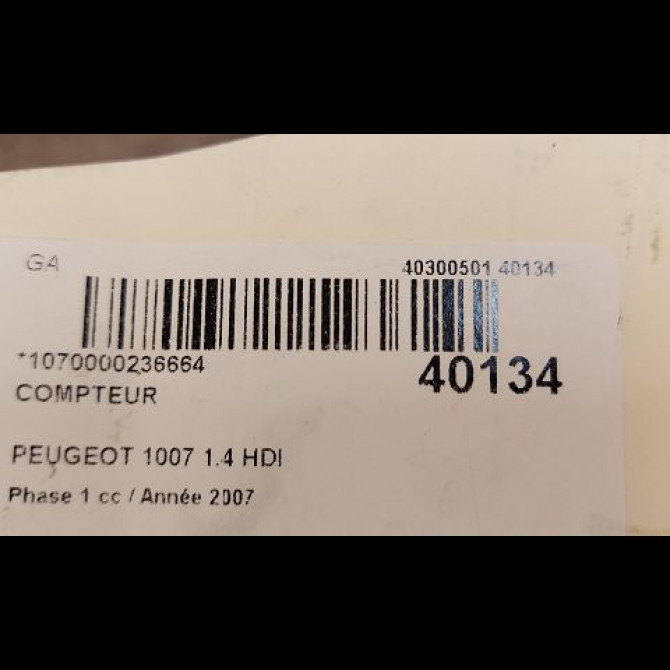 GA 40300501 40134
*1070000236664 40134
COMPTEUR
PEUGEOT 1007 1.4 HDI
Phase 1 cc / Année 2007